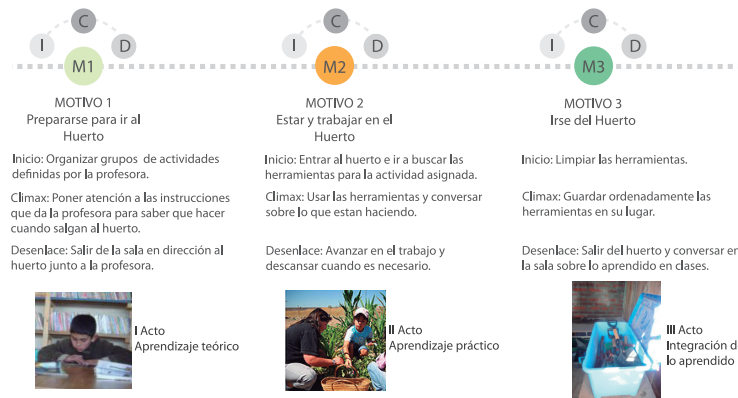 C
I
D
M1
MOTIVO 1
Prepararse para ir al
Huerto
Inicio: Organizar grupos de actividades
definidas por la profesora.
Climax: Poner atención a las instrucciones
que da la profesora para saber que hacer
cuando salgan al huerto.
Desenlace: Salir de la sala en dirección al
huerto junto a la profesora.
I Acto
Aprendizaje teórico
C
I
D
M2
MOTIVO 2
Estar y trabajar en el
Huerto
Inicio: Entrar al huerto e ir a buscar las
herramientas para la actividad asignada.
Climax: Usar las herramientas y conversar
sobre lo que estan haciendo.
Desenlace: Avanzar en el trabajo y
descansar cuando es necesario.
II Acto
Aprendizaje práctico
C
I
D
M3
MOTIVO 3
Irse del Huerto
Inicio: Limpiar las herramientas.
Climax: Guardar ordenadamente las
herramientas en su lugar.
Desenlace: Salir del huerto y conversar en
la sala sobre lo aprendido en clases.
III Acto
Integración d
lo aprendido